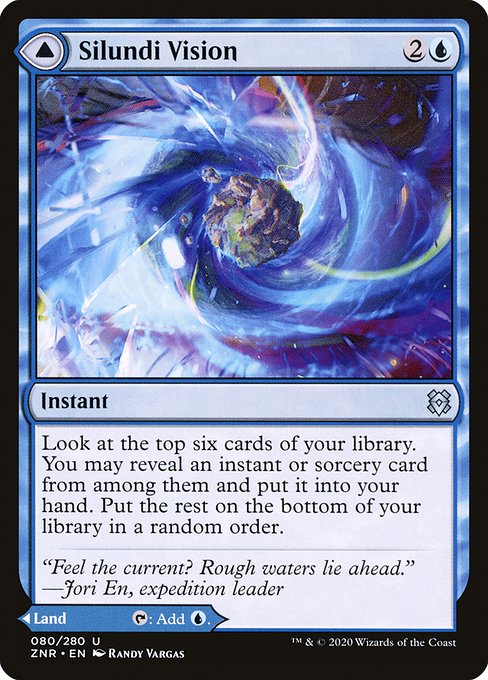 Silundi Vision 2
Instant
Look at the top six cards of your library.
You may reveal an instant or sorcery card
from among them and put it into your
hand. Put the rest on the bottom of your
library in a random order.
“Feel the current? Rough waters lie ahead.”
—Jori En, expedition leader
Land : Add
080/280 U
ZNR • EN RANDY VARGAS
™ & © 2020 Wizards of the Coast